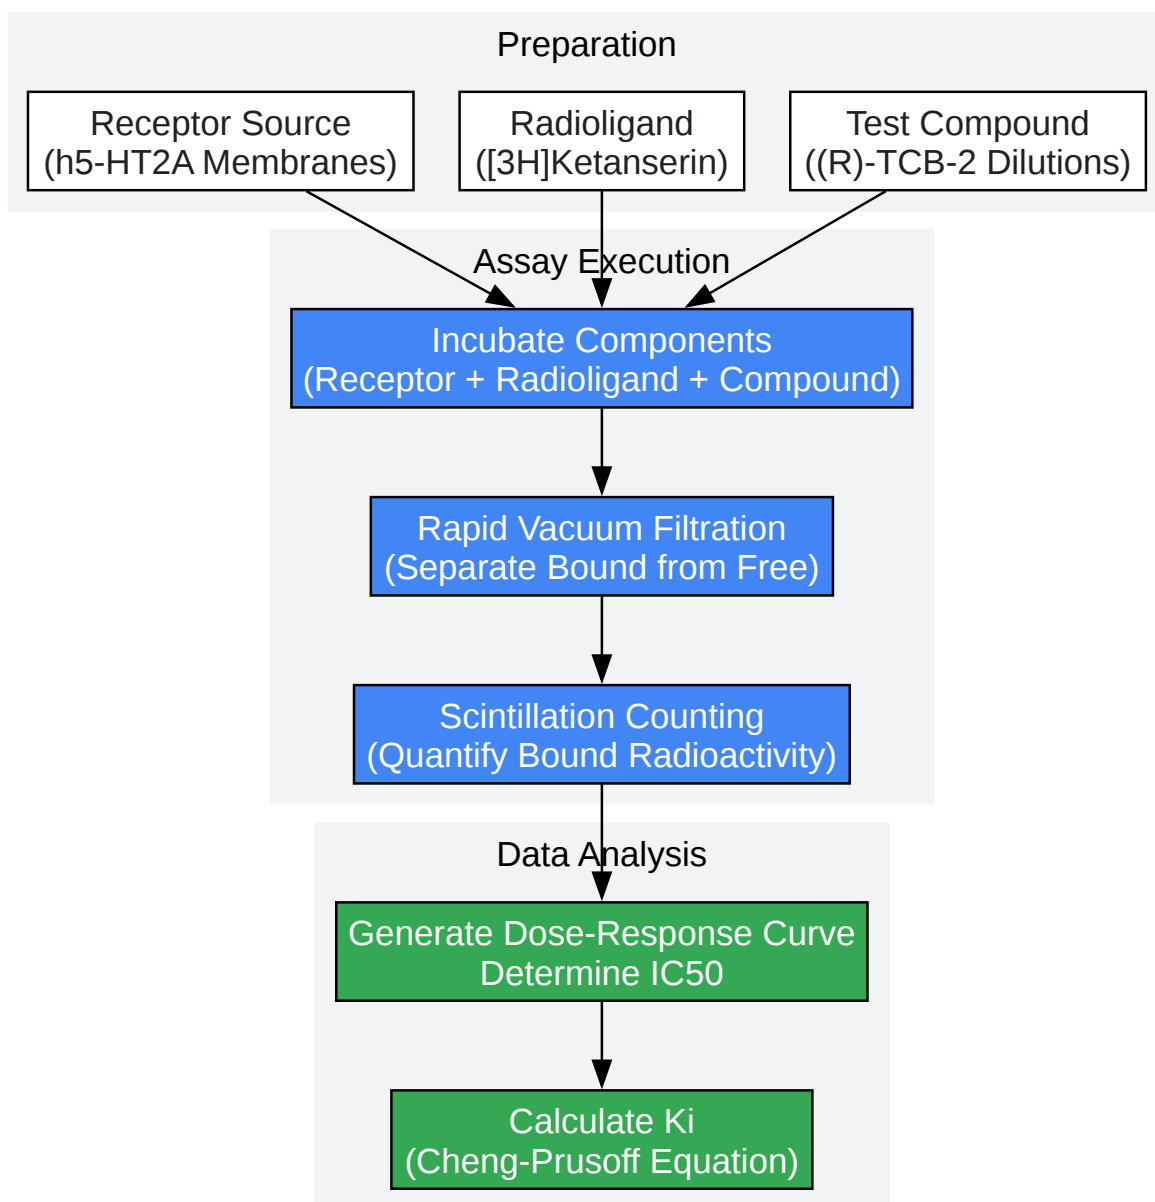 Preparation
Receptor Source
(h5-HT2A Membranes)
Radioligand
([3H]Ketanserin)
Test Compound
((R)-TCB-2 Dilutions)
Assay Execution
Incubate Components
(Receptor + Radioligand + Compound)
Rapid Vacuum Filtration
(Separate Bound from Free)
Scintillation Counting
(Quantify Bound Radioactivity)
Data Analysis
Generate Dose-Response Curve
Determine IC50
Calculate Ki
(Cheng-Prusoff Equation)